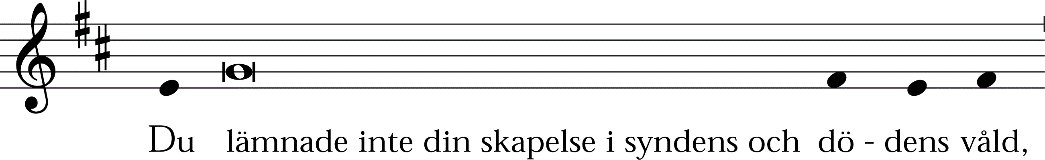 Du lämnade inte din skapelse i syndens och dö - dens våld,